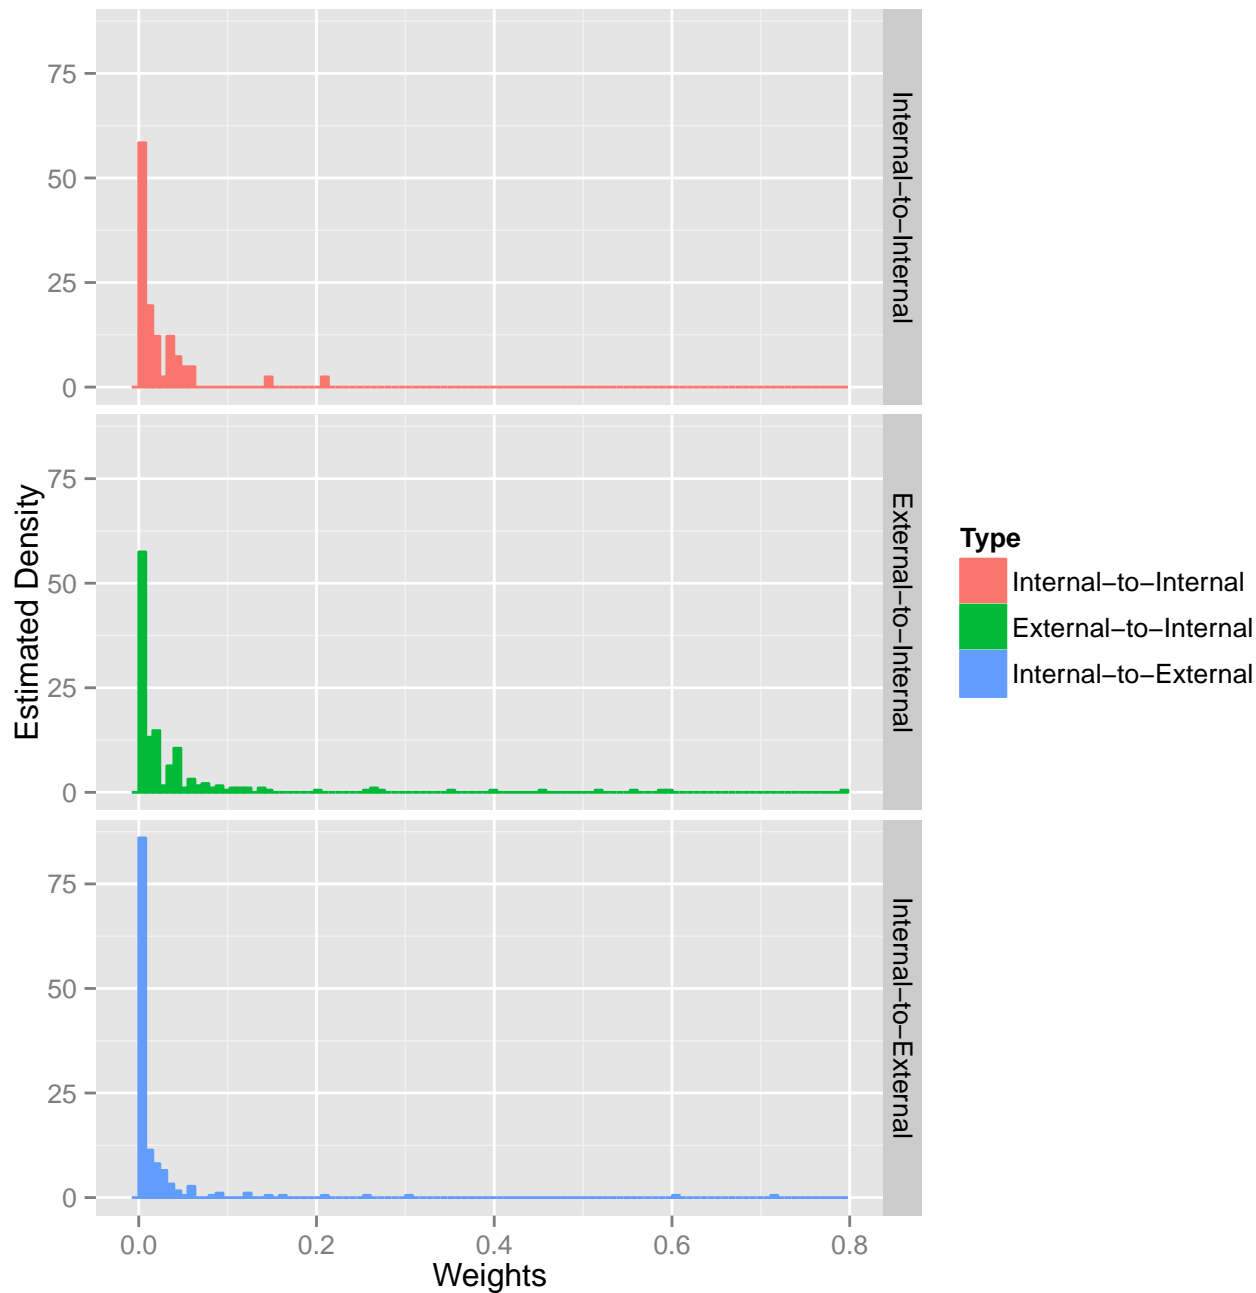 75
50
25
0
Internal−to−Internal
Estimated Density
75
50
25
0
External−to−Internal
75
50
25
0
Internal−to−External
0.0 0.2 0.4 0.6 0.8
Weights
Type
Internal−to−Internal
External−to−Internal
Internal−to−External